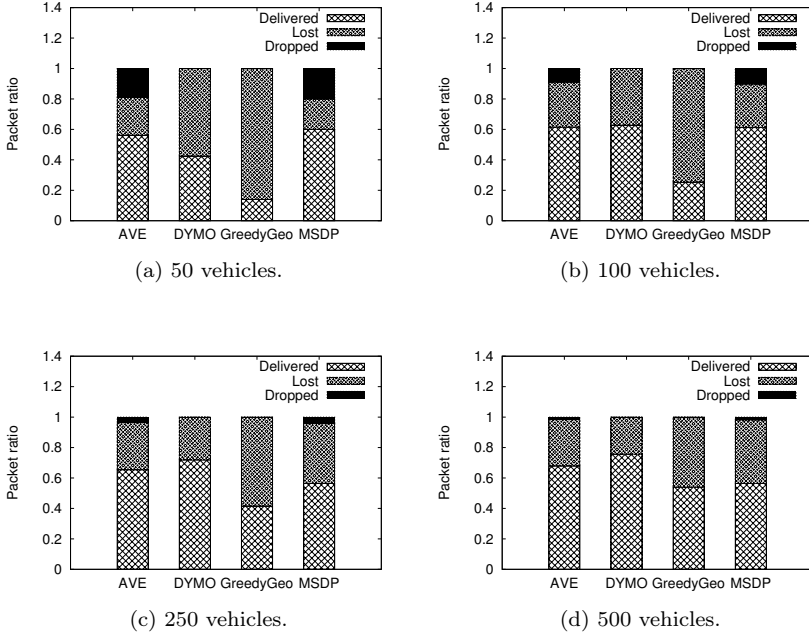 1.4
1.2
1
0.8
0.6
0.4
0.2
0
Packet ratio
Delivered
Lost
Dropped
AVE DYMO GreedyGeo MSDP
(a) 50 vehicles.
1.4
1.2
1
0.8
0.6
0.4
0.2
0
Packet ratio
Delivered
Lost
Dropped
AVE DYMO GreedyGeo MSDP
(b) 100 vehicles.
1.4
1.2
1
0.8
0.6
0.4
0.2
0
Packet ratio
Delivered
Lost
Dropped
AVE DYMO GreedyGeo MSDP
(c) 250 vehicles.
1.4
1.2
1
0.8
0.6
0.4
0.2
0
Packet ratio
Delivered
Lost
Dropped
AVE DYMO GreedyGeo MSDP
(d) 500 vehicles.